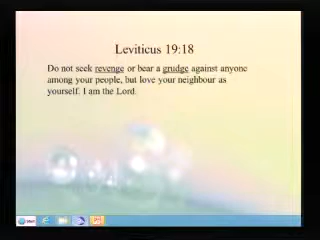 Leviticus 19:18
Do not seek revenge or bear a grudge against anyone
among your people, but love your neighbour as
yourself. I am the Lord.